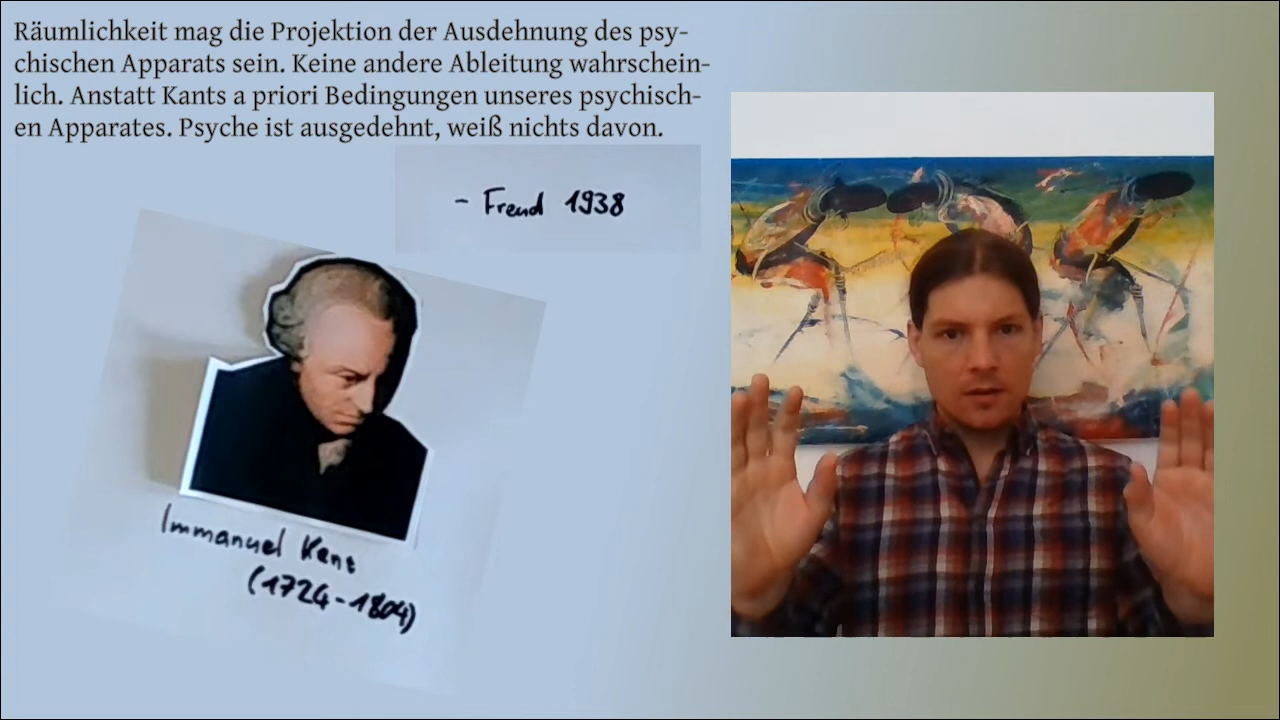 Räumlichkeit mag die Projektion der Ausdehnung des psy-
chischen Apparats sein. Keine andere Ableitung wahrschein-
lich. Anstatt Kants a priori Bedingungen unseres psychisch-
en Apparates. Psyche ist ausgedehnt, weiß nichts davon.
- Freud 1938
Immanuel Kant
(1724-1804)